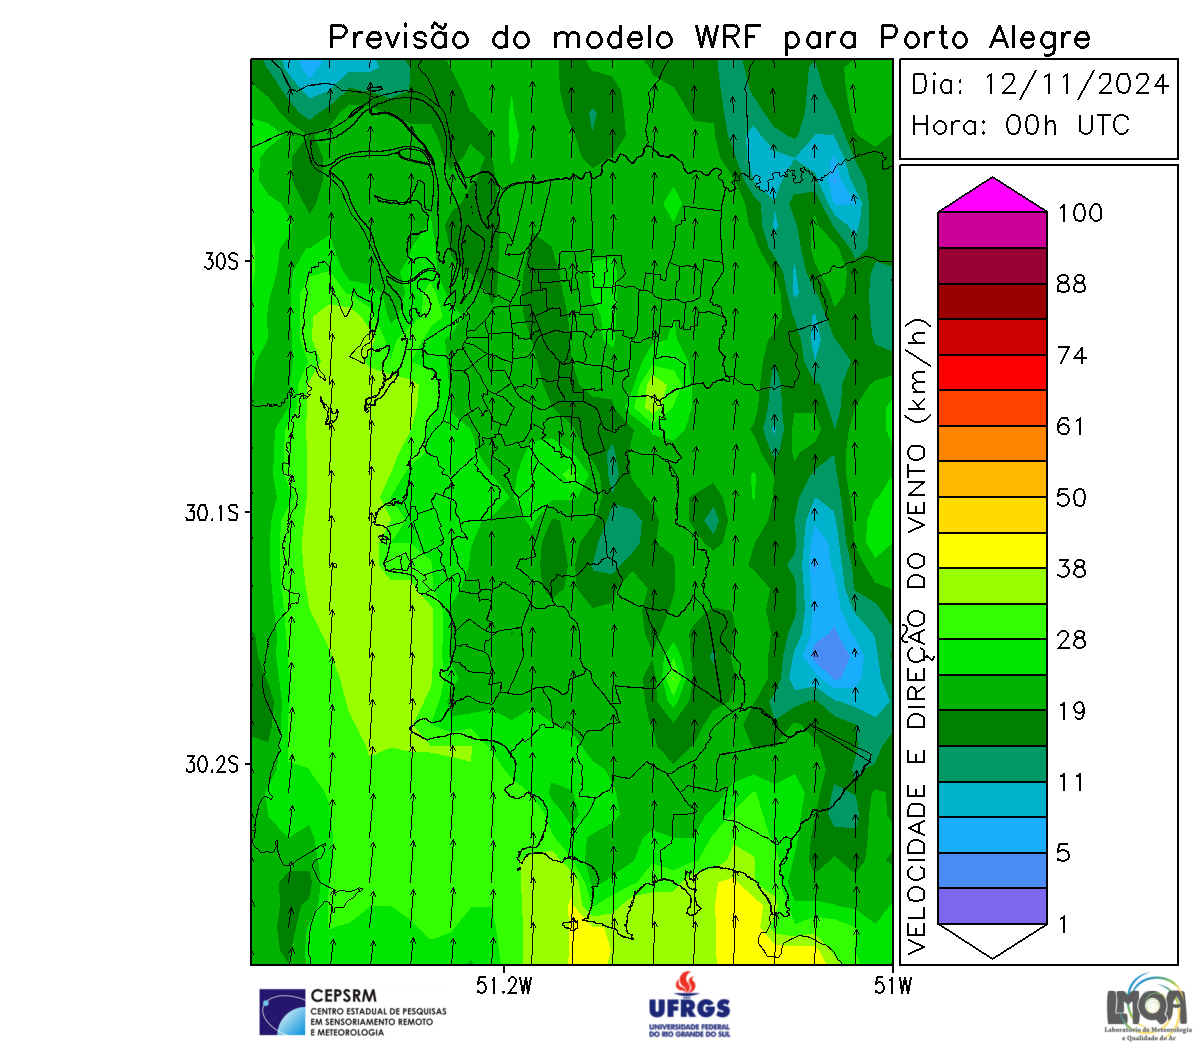 Previsão do modelo WRF para Porto Alegre
Dia: 12/11/2024
Hora: 00h UTC
30S
30.1S
30.2S
51.2W
51W
VELOCIDADE E DIREÇÃO DO VENTO (km/h)
100
88
74
61
50
38
28
19
11
5
1
CEPSRM
CENTRO ESTADUAL DE PESQUISAS
EM SENSORIAMENTO REMOTO
E METEOROLOGIA
UFRGS
UNIVERSIDADE FEDERAL
DO RIO GRANDE DO SUL
LMQA
Laboratório de Meteorologia
e Qualidade do Ar